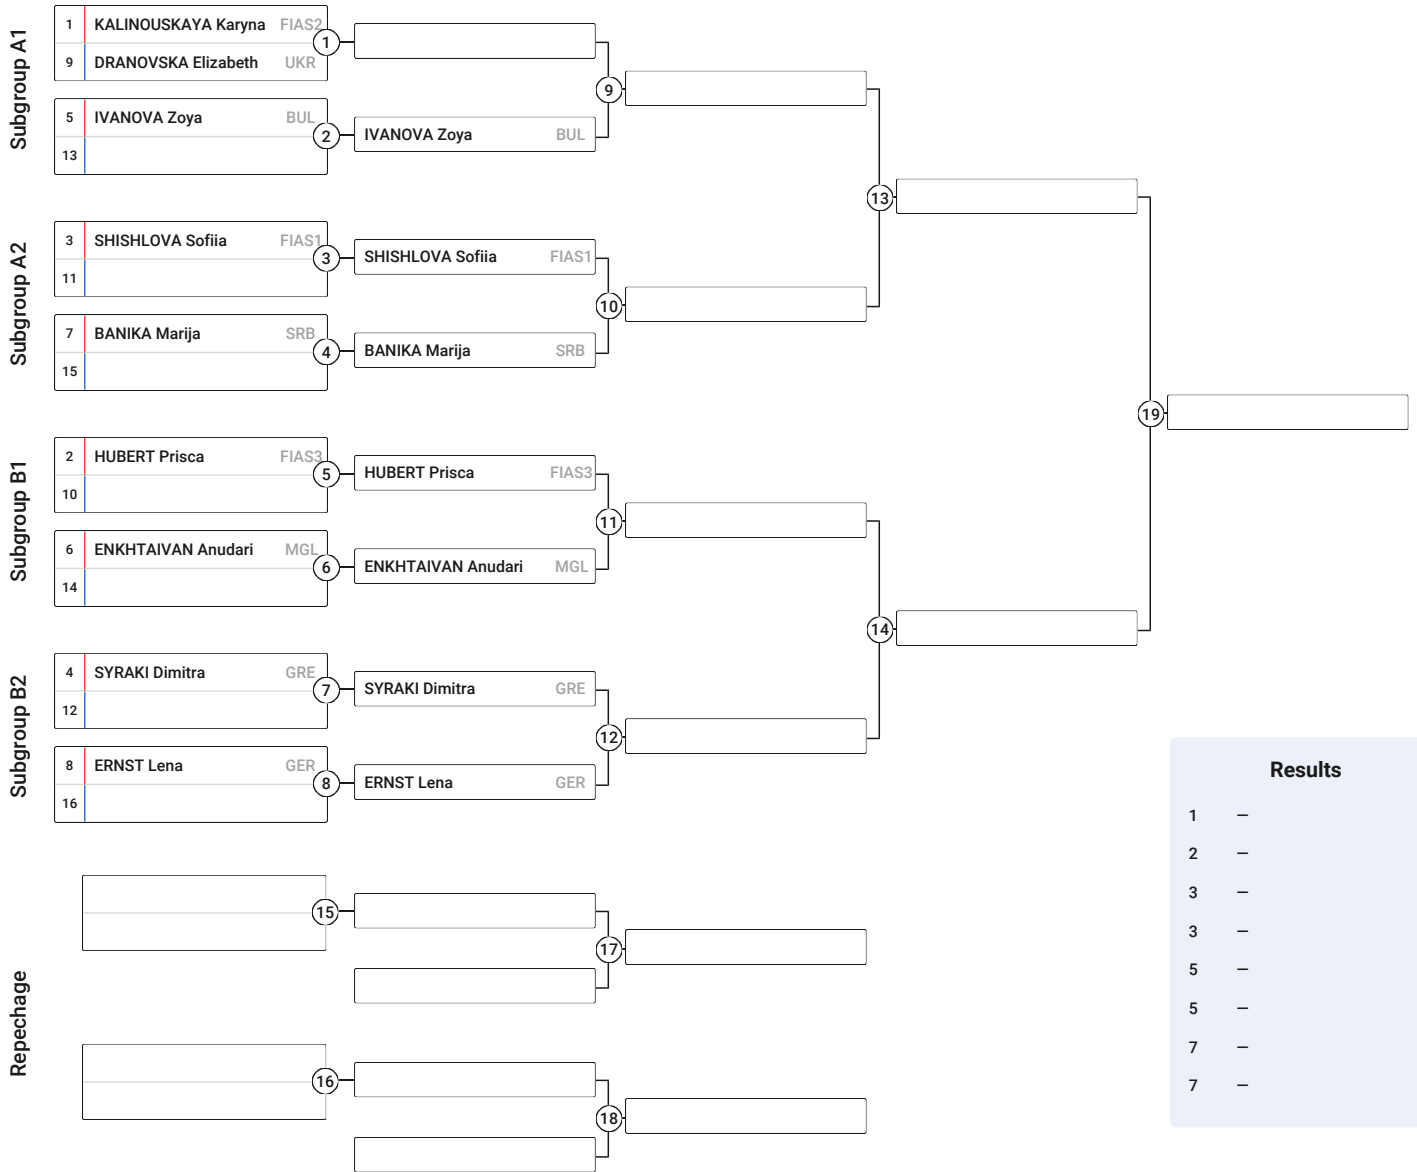 Subgroup A1
1 KALINOUSKAYA Karyna FIAS2
9 DRANOVSKA Elizabeth UKR
1
5 IVANOVA Zoya BUL
13
2
IVANOVA Zoya BUL
9
Subgroup A2
3 SHISHLOVA Sofiia FIAS1
11
3
SHISHLOVA Sofiia FIAS1
7 BANIKA Marija SRB
15
4
BANIKA Marija SRB
10
13
Subgroup B1
2 HUBERT Prisca FIAS3
10
5
HUBERT Prisca FIAS3
6 ENKHTAIVAN Anudari MGL
14
6
ENKHTAIVAN Anudari MGL
11
Subgroup B2
4 SYRAKI Dimitra GRE
12
7
SYRAKI Dimitra GRE
8 ERNST Lena GER
16
8
ERNST Lena GER
12
14
19
Repechage
15
17
16
18
Results
1 –
2 –
3 –
3 –
5 –
5 –
7 –
7 –